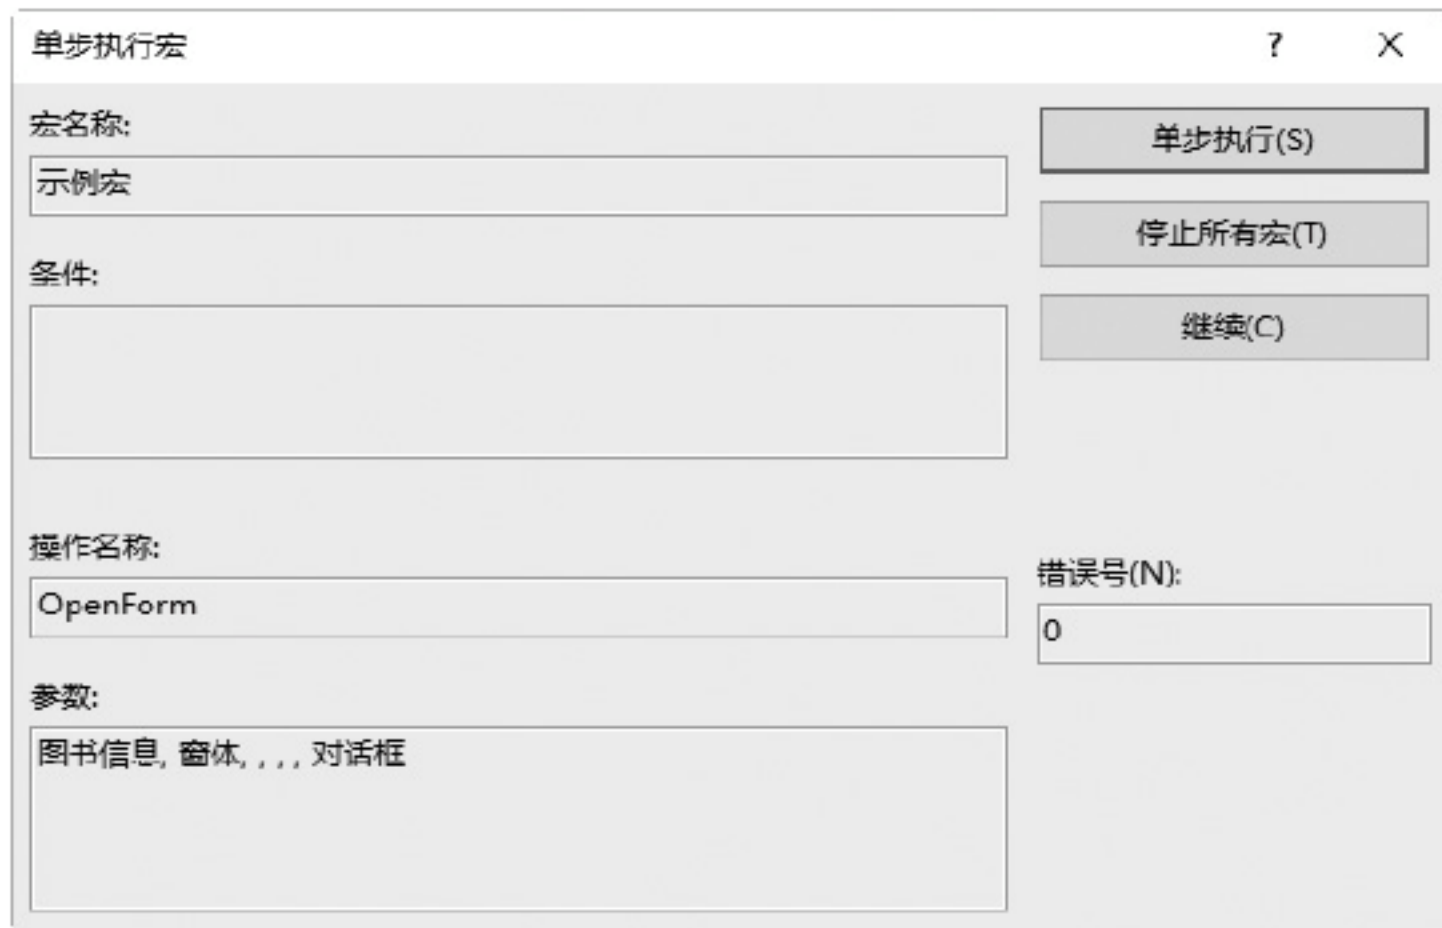 单步执行宏
? X
宏名称:
示例宏
单步执行(S)
停止所有宏(T)
继续(C)
条件:
操作名称:
OpenForm
错误号(N):
0
参数:
图书信息, 窗体, , , , 对话框